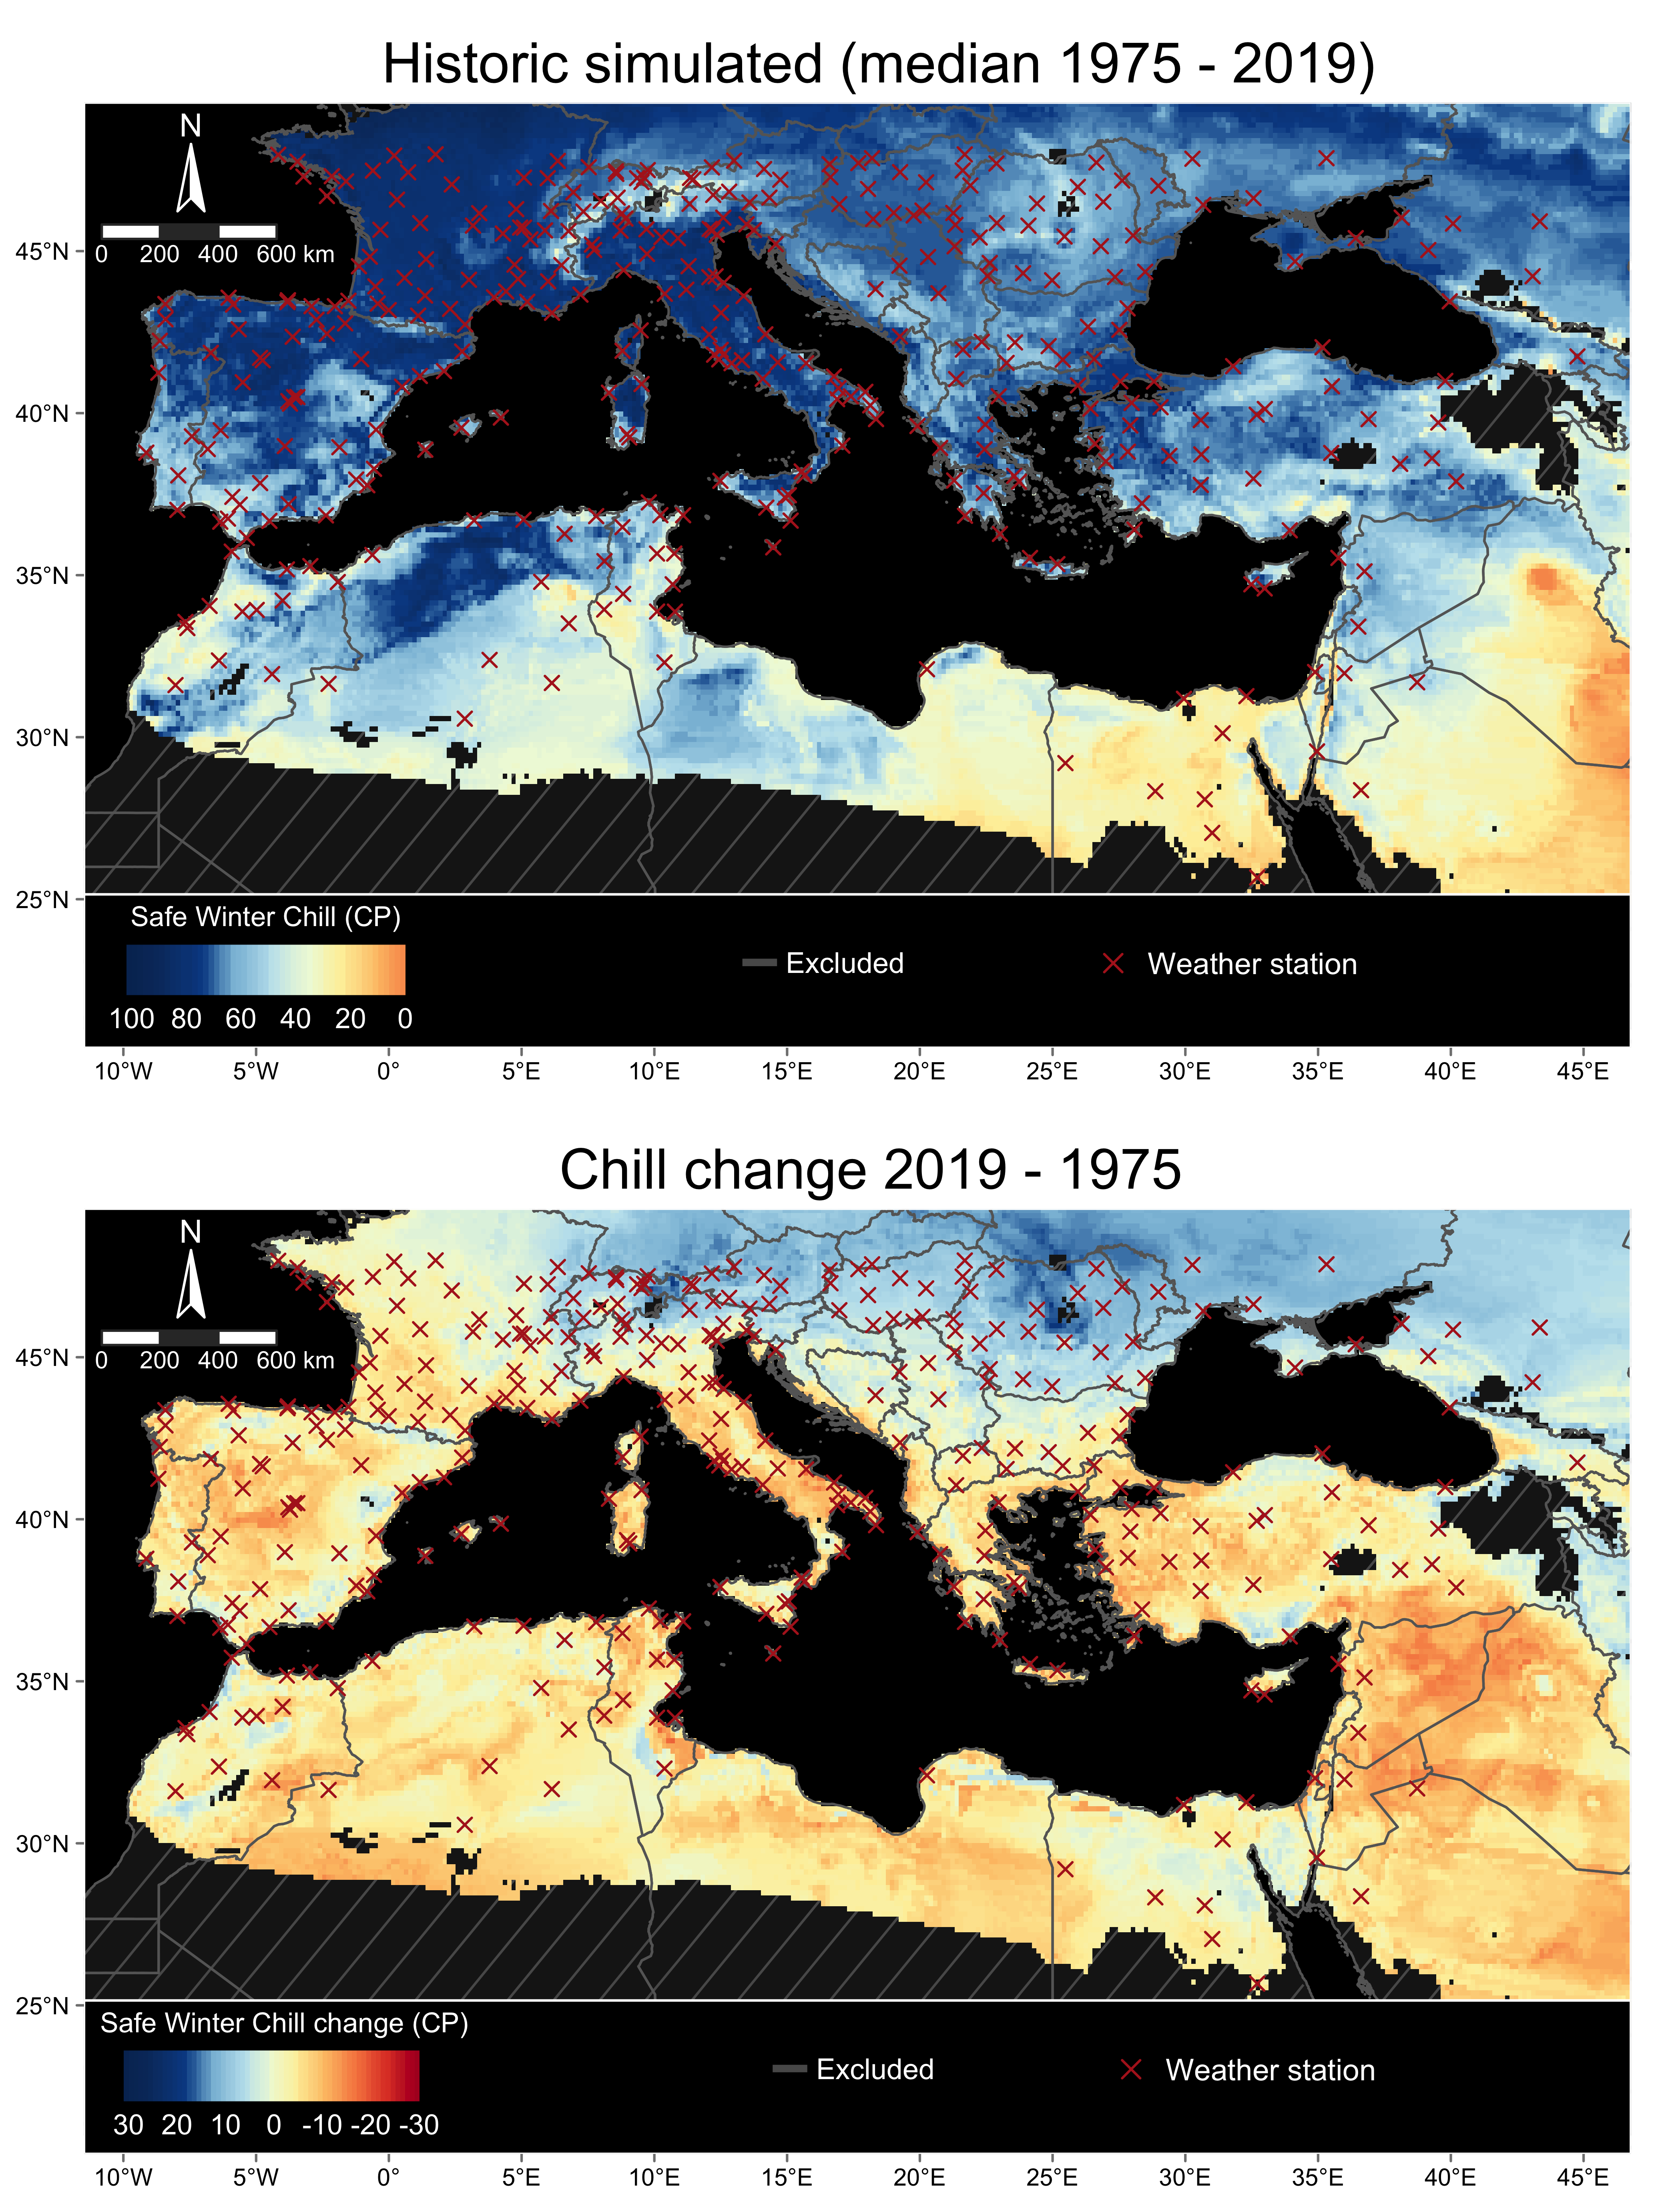 Historic simulated (median 1975 - 2019)
N
0 200 400 600 km
45°N
40°N
35°N
30°N
25°N
Safe Winter Chill (CP)
100 80 60 40 20 0
Excluded
Weather station
10°W 5°W 0° 5°E 10°E 15°E 20°E 25°E 30°E 35°E 40°E 45°E
Chill change 2019 - 1975
N
0 200 400 600 km
45°N
40°N
35°N
30°N
25°N
Safe Winter Chill change (CP)
30 20 10 0 -10 -20 -30
Excluded
Weather station
10°W 5°W 0° 5°E 10°E 15°E 20°E 25°E 30°E 35°E 40°E 45°E